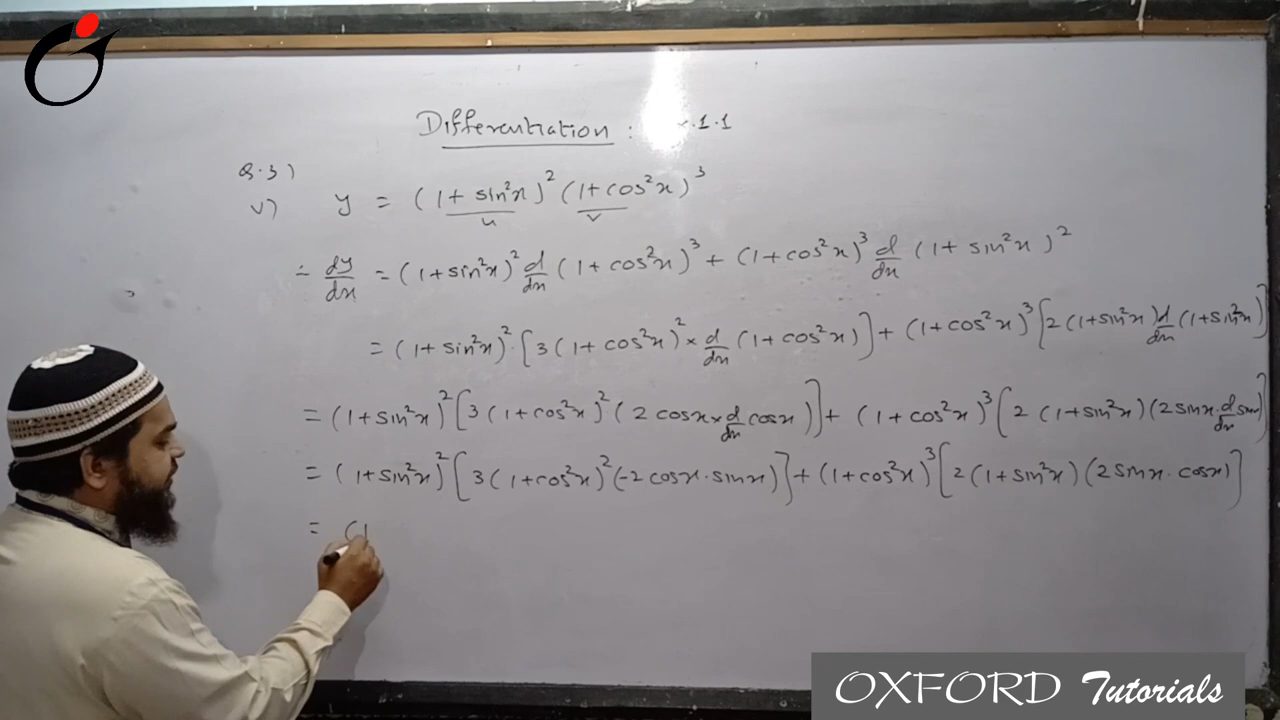 Differentiation : .1.1
Q.3)
v) y = (1 + sin²x)² (1 + cos²x)³
u v
∴ dy/dx = (1 + sin²x)² d/dx (1 + cos²x)³ + (1 + cos²x)³ d/dx (1 + sin²x)²
= (1 + sin²x)² · [3(1 + cos²x)² × d/dx (1 + cos²x)] + (1 + cos²x)³ [2(1 + sin²x) d/dx (1 + sin²x)]
= (1 + sin²x)² [3(1 + cos²x)² (2 cosx × d/dx cosx)] + (1 + cos²x)³ [2 (1 + sin²x)(2 sinx · d/dx sinx)]
= (1 + sin²x)² [3(1 + cos²x)² (-2 cosx · sinx)] + (1 + cos²x)³ [2(1 + sin²x)(2 sinx · cosx)]
= (1
OXFORD Tutorials